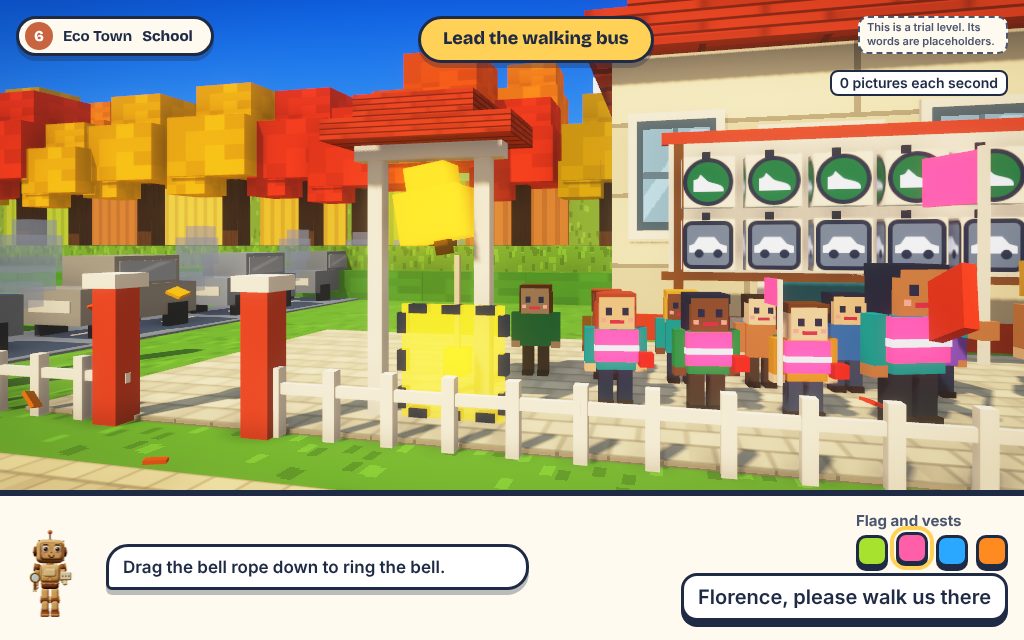 6 Eco Town School
Lead the walking bus
This is a trial level. Its
words are placeholders.
0 pictures each second
Drag the bell rope down to ring the bell.
Flag and vests
Florence, please walk us there